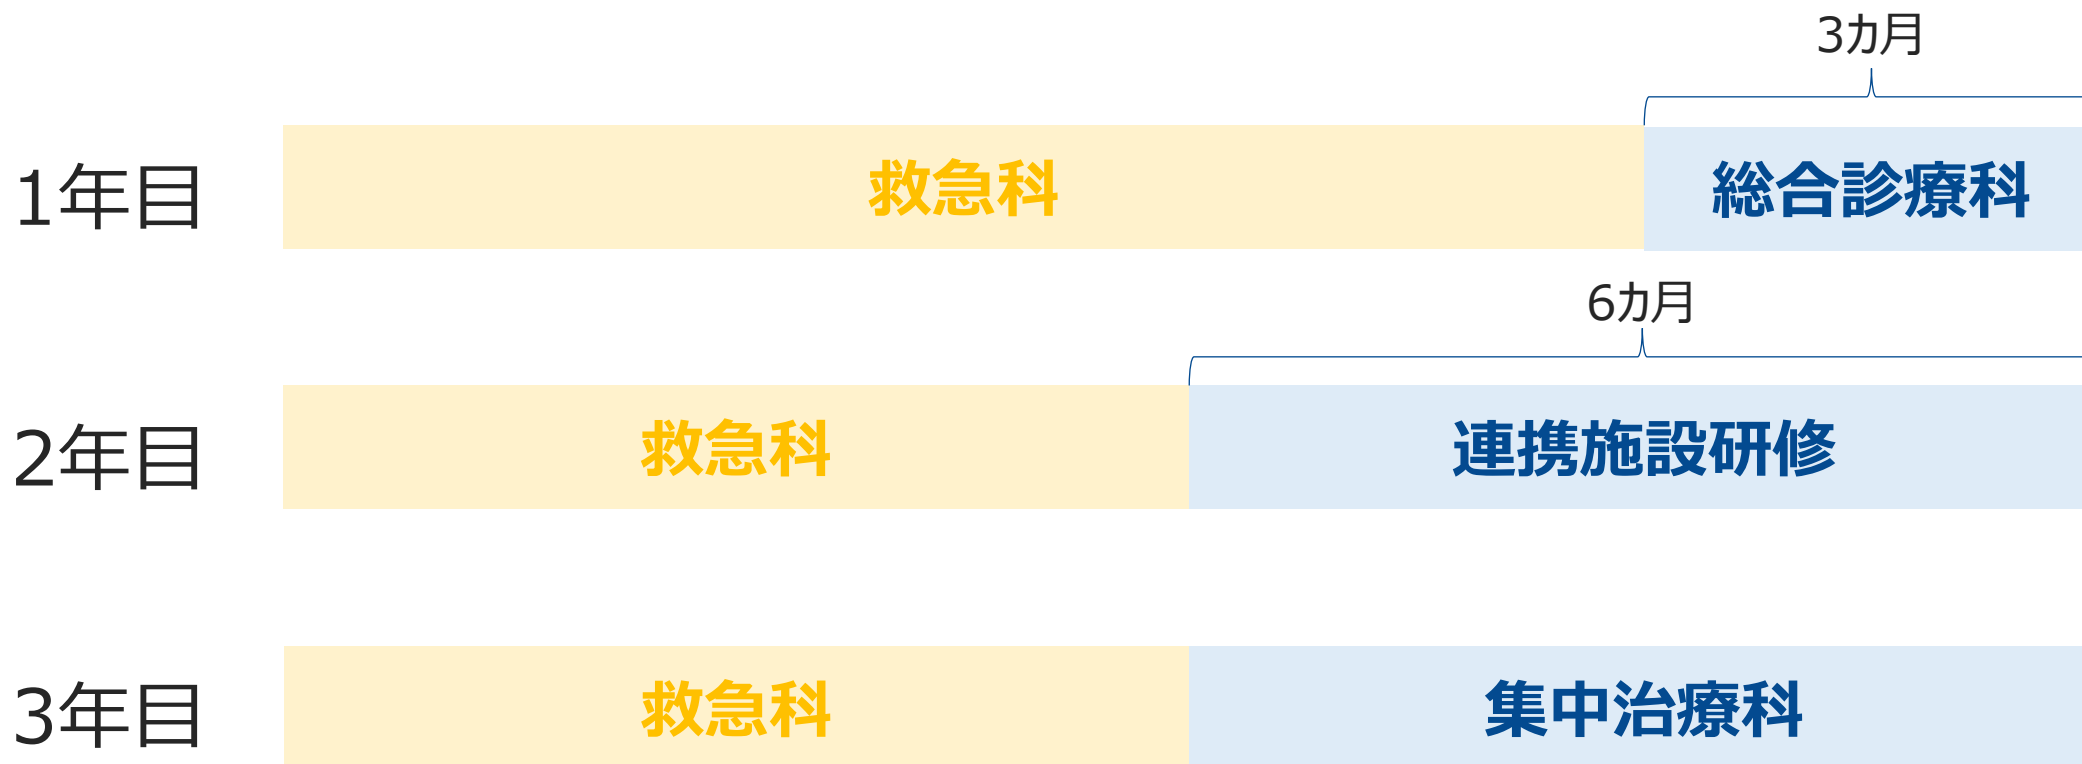 3カ月
1年目
救急科
総合診療科
6カ月
2年目
救急科
連携施設研修
3年目
救急科
集中治療科